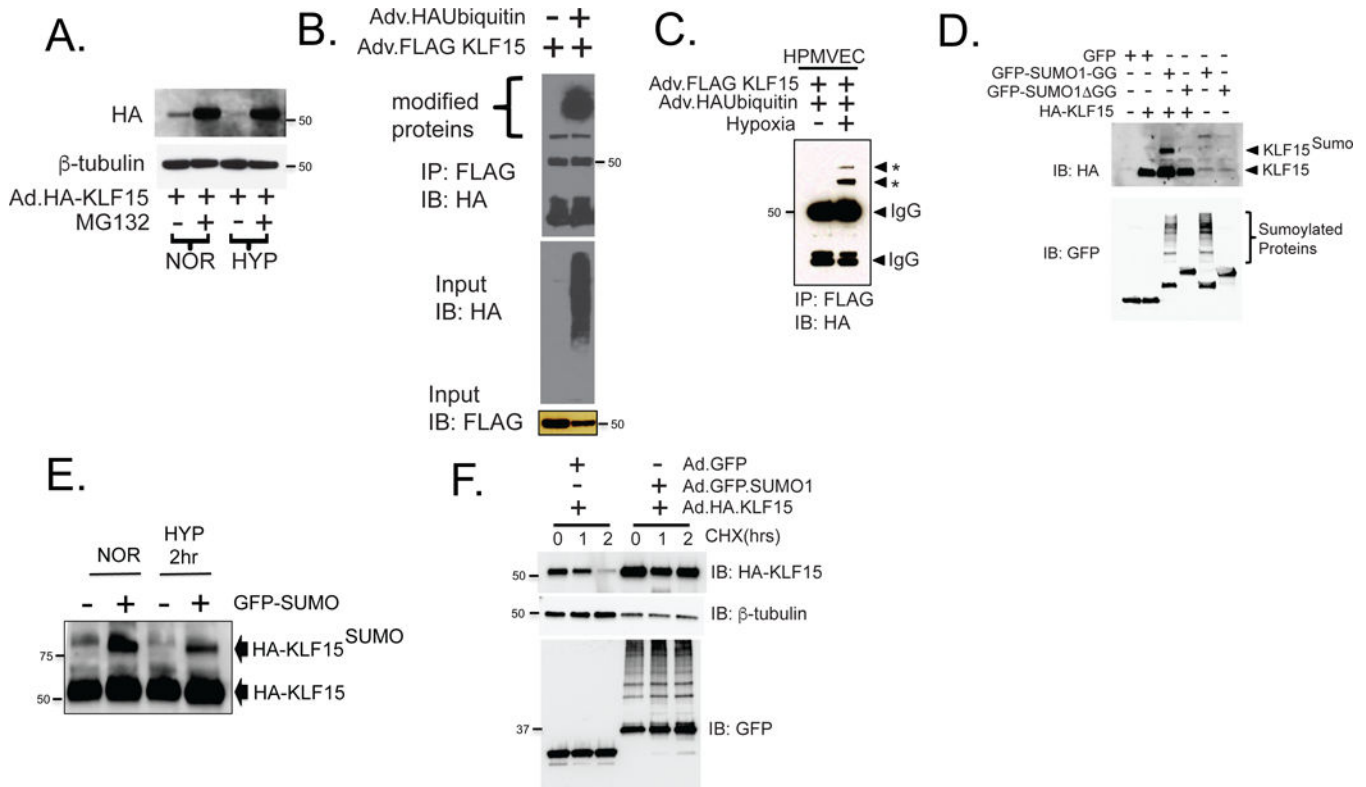 A.
HA
50
β-tubulin
50
Ad.HA-KLF15 + + + +
MG132 - + - +
NOR HYP
B.
Adv.HAUbiquitin - +
Adv.FLAG KLF15 + +
modified
proteins
IP: FLAG
IB: HA
50
Input
IB: HA
Input
IB: FLAG
50
C.
HPMVEC
Adv.FLAG KLF15 + +
Adv.HAUbiquitin + +
Hypoxia - +
*
*
50
IgG
IgG
IP: FLAG
IB: HA
D.
GFP + + - - - -
GFP-SUMO1-GG - - + - + -
GFP-SUMO1ΔGG - - - + - +
HA-KLF15 - + + + - -
KLF15 Sumo
IB: HA
KLF15
IB: GFP
Sumoylated
Proteins
E.
NOR
HYP
2hr
- + - + GFP-SUMO
HA-KLF15 SUMO
75
HA-KLF15
50
F.
+ - Ad.GFP
- + Ad.GFP.SUMO1
+ + Ad.HA.KLF15
0 1 2 0 1 2 CHX(hrs)
50 IB: HA-KLF15
50 IB: β-tubulin
37 IB: GFP